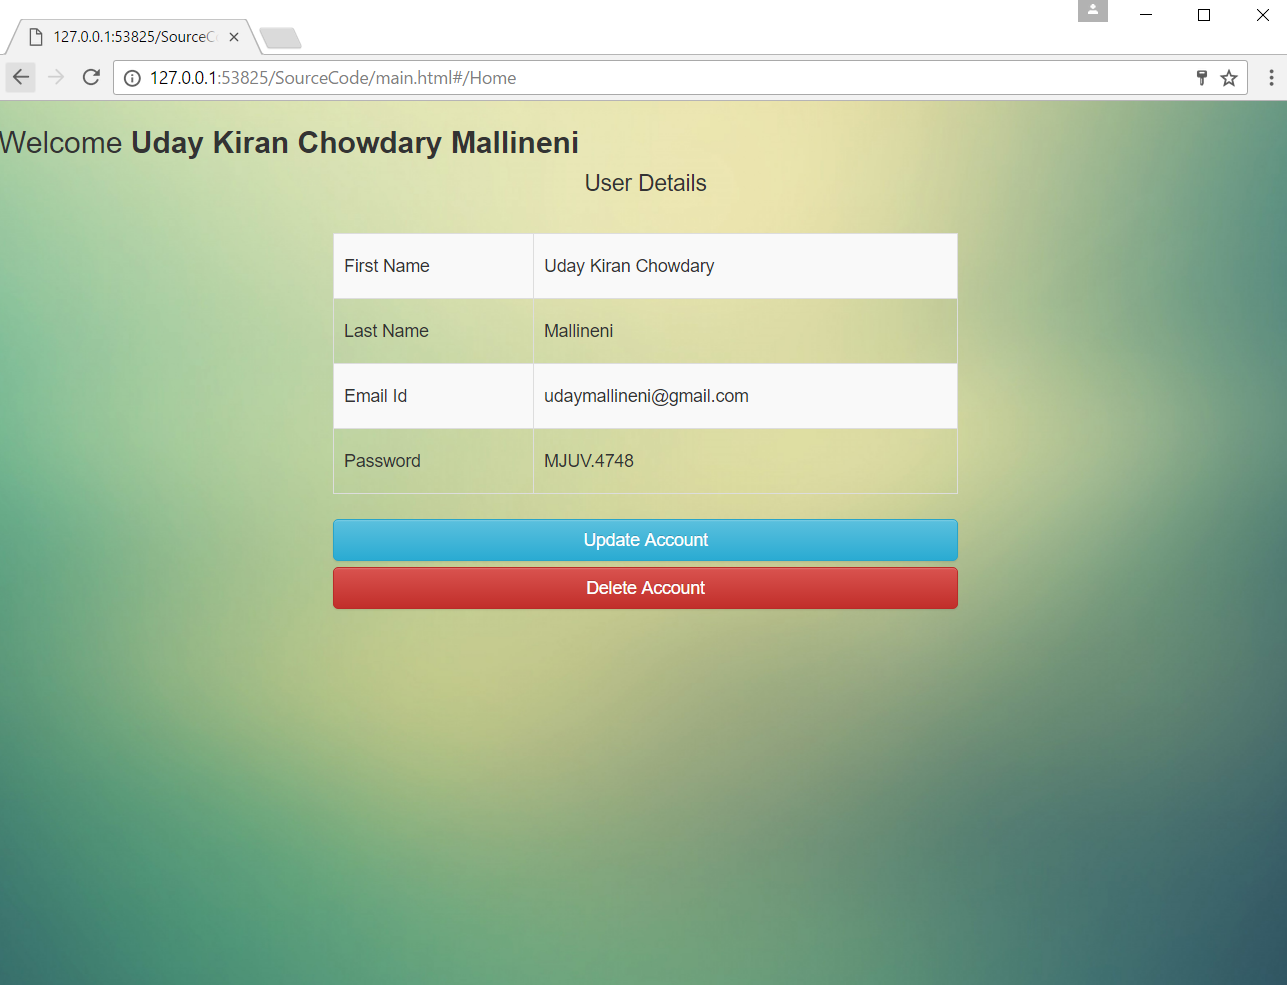 127.0.0.1:53825/SourceC
127.0.0.1:53825/SourceCode/main.html#/Home
Welcome Uday Kiran Chowdary Mallineni
User Details
First Name Uday Kiran Chowdary
Last Name Mallineni
Email Id udaymallineni@gmail.com
Password MJUV.4748
Update Account
Delete Account